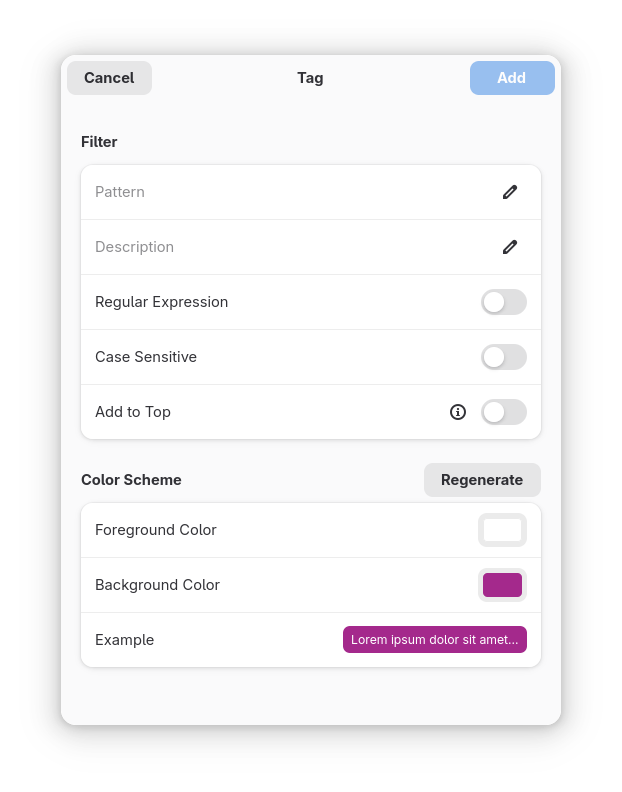 Cancel
Tag
Add
Filter
Pattern
Description
Regular Expression
Case Sensitive
Add to Top
Color Scheme
Regenerate
Foreground Color
Background Color
Example
Lorem ipsum dolor sit amet…